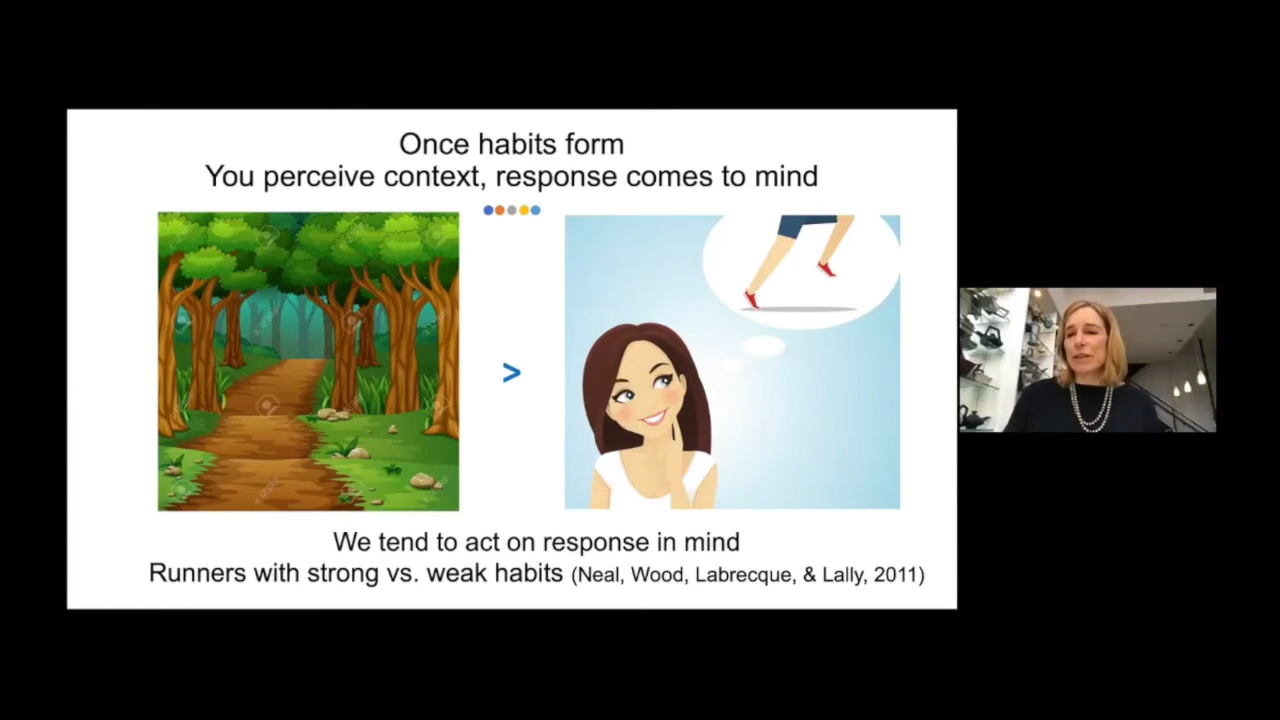 Once habits form
You perceive context, response comes to mind
>
We tend to act on response in mind
Runners with strong vs. weak habits (Neal, Wood, Labrecque, & Lally, 2011)